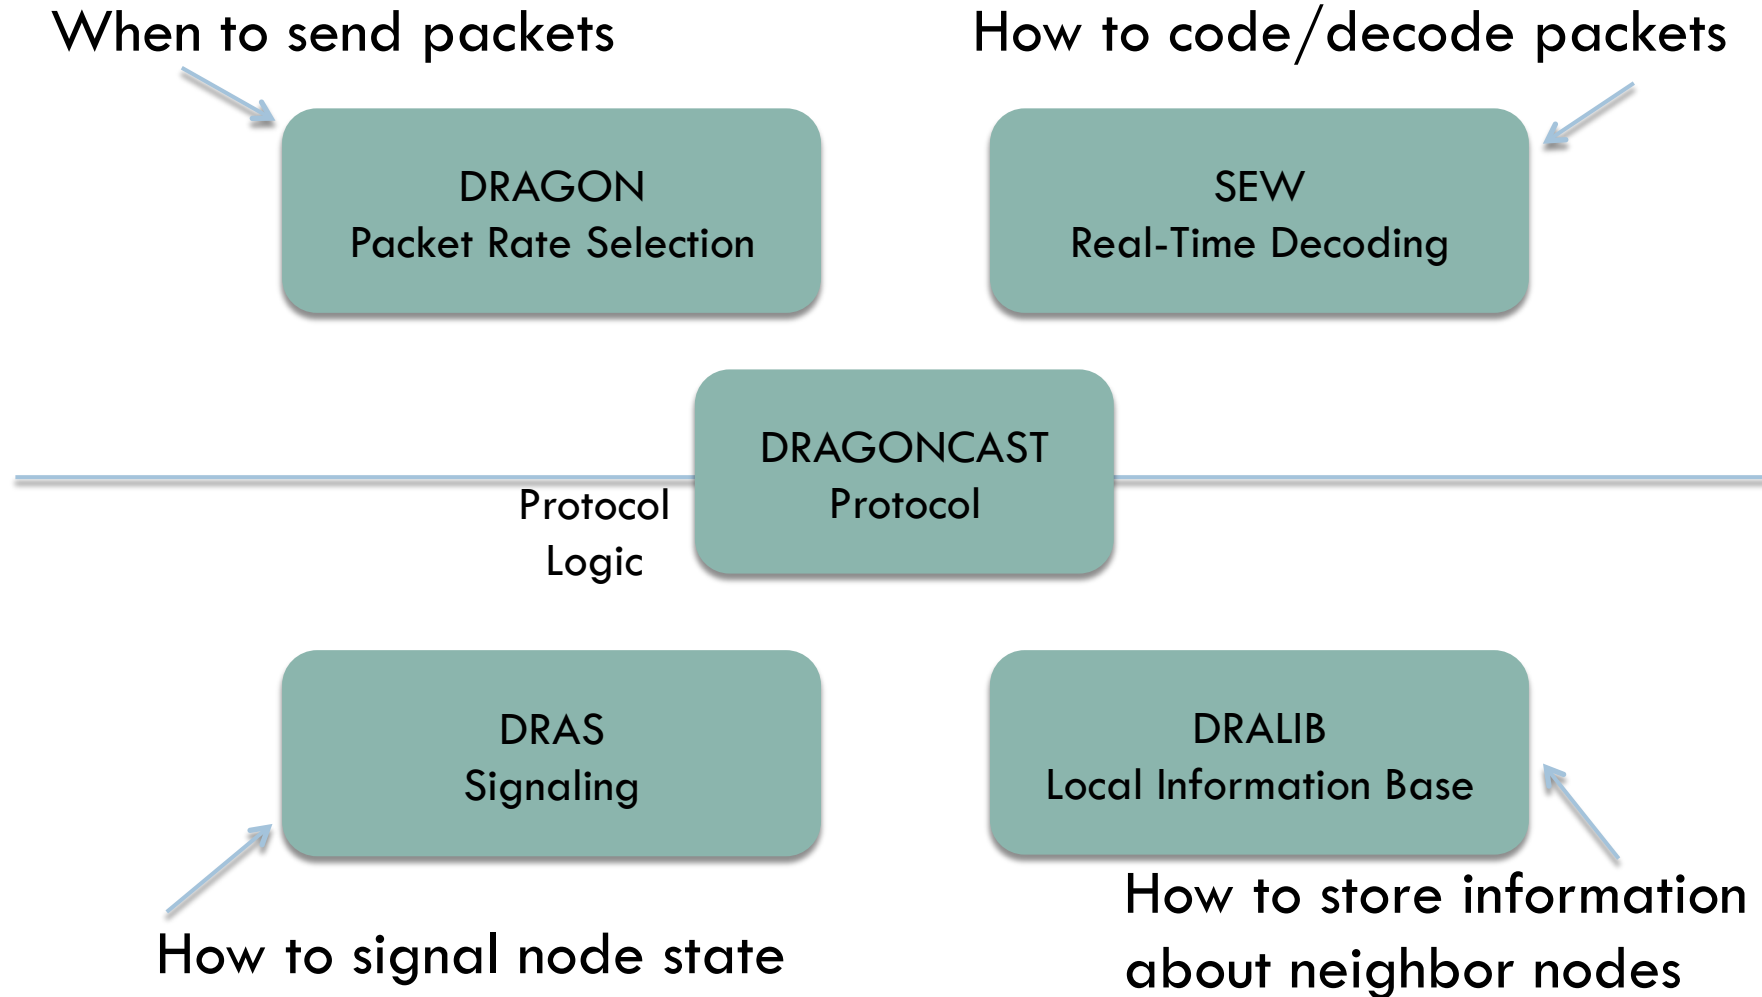 When to send packets
How to code/decode packets
DRAGON
Packet Rate Selection
SEW
Real-Time Decoding
DRAGONCAST
Protocol
Protocol
Logic
DRAS
Signaling
DRALIB
Local Information Base
How to signal node state
How to store information
about neighbor nodes